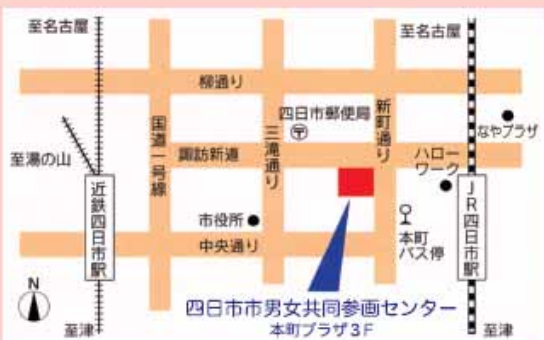 至名古屋
至名古屋
柳通り
四日市郵便局
〒
新町通り
なやプラザ
国道一号線
三滝通り
諏訪新道
ハロー
ワーク
至湯の山
近鉄四日市駅
市役所
中央通り
本町
バス停
JR四日市駅
N
四日市市男女共同参画センター
本町プラザ3F
至津
至津